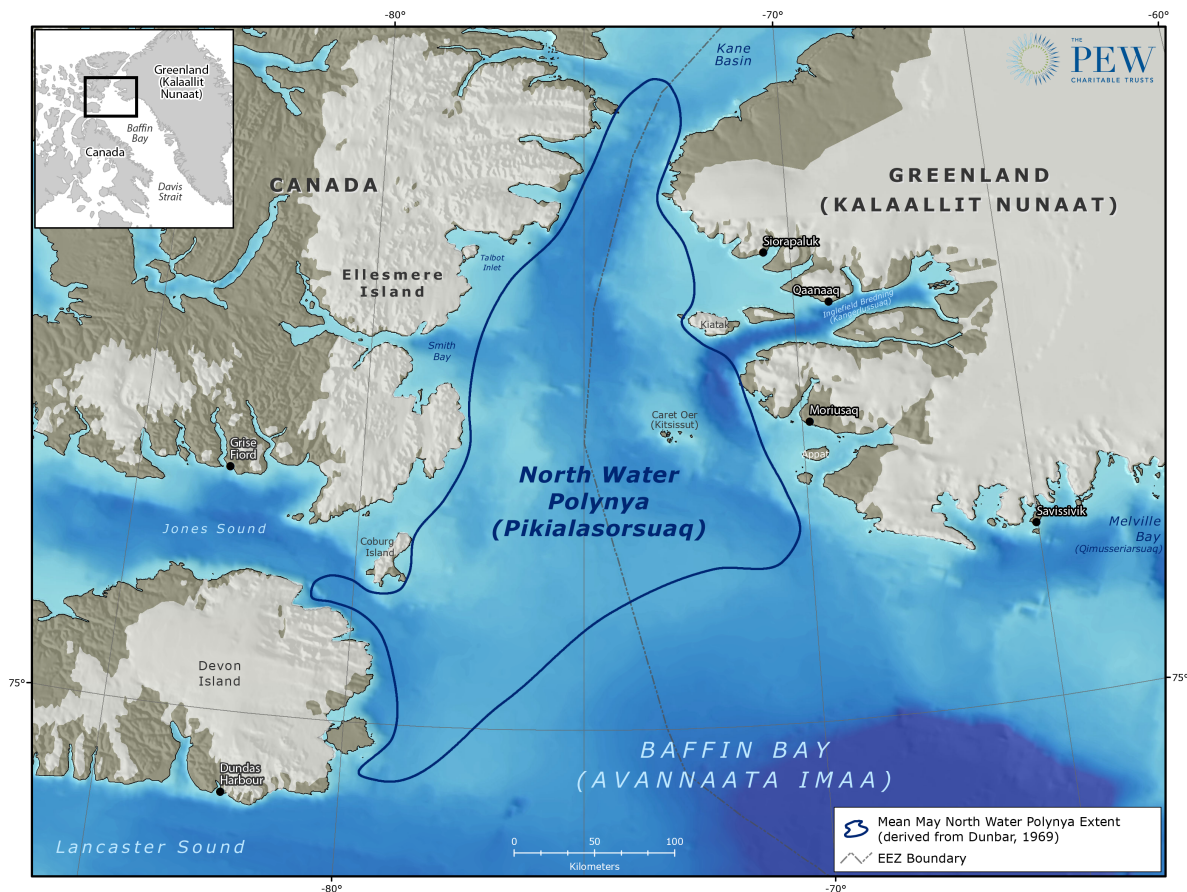 -80°
-70°
-60°
Greenland
(Kalaallit
Nunaat)
Baffin
Bay
Canada
Davis
Strait
Kane
Basin
THE
PEW
CHARITABLE TRUSTS
CANADA
GREENLAND
(KALAALLIT NUNAAT)
Siorapaluk
Talbot
Inlet
Ellesmere
Island
Qaanaaq
Inglefield Bredning
(Kangerlussuaq)
Kiatak
Smith
Bay
Caret Oer
(Kitsissut)
Moriusaq
Grise
Fiord
Appat
North Water
Polynya
(Pikialasorsuaq)
Savissivik
Melville
Bay
(Qimusseriarsuaq)
Jones Sound
Coburg
Island
Devon
Island
75°
75°
BAFFIN BAY
(AVANNAATA IMAA)
Dundas
Harbour
Lancaster Sound
0 50 100
Kilometers
Mean May North Water Polynya Extent
(derived from Dunbar, 1969)
EEZ Boundary
-80°
-70°